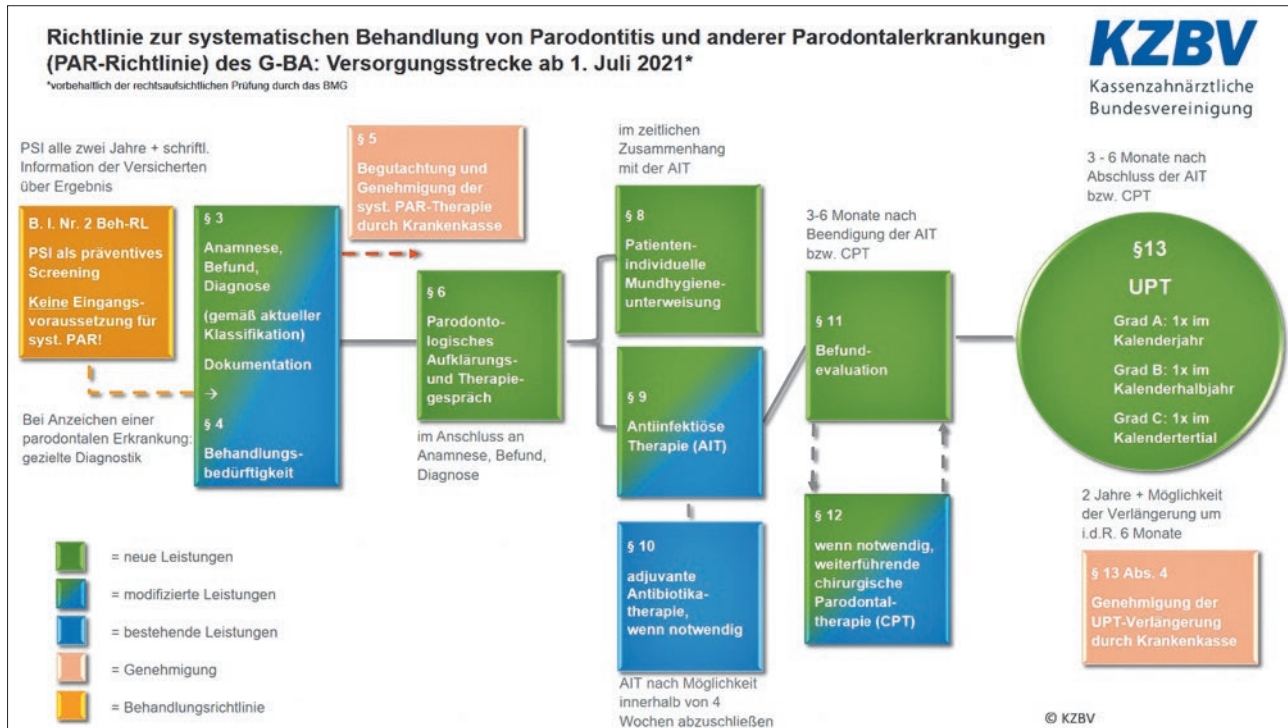 Richtlinie zur systematischen Behandlung von Parodontitis und anderer Parodontalerkrankungen
(PAR-Richtlinie) des G-BA: Versorgungsstrecke ab 1. Juli 2021*
*vorbehaltlich der rechtsaufsichtlichen Prüfung durch das BMG
KZBV
Kassenzahnärztliche
Bundesvereinigung
PSI alle zwei Jahre + schriftl.
Information der Versicherten
über Ergebnis
B. I. Nr. 2 Beh-RL
PSI als präventives
Screening
Keine Eingangs-
voraussetzung für
syst. PAR!
Bei Anzeichen einer
parodontalen Erkrankung:
gezielte Diagnostik
§ 3
Anamnese,
Befund,
Diagnose
(gemäß aktueller
Klassifikation)
Dokumentation
→
§ 4
Behandlungs-
bedürftigkeit
§ 5
Begutachtung und
Genehmigung der
syst. PAR-Therapie
durch Krankenkasse
§ 6
Parodonto-
logisches
Aufklärungs-
und Therapie-
gespräch
im Anschluss an
Anamnese, Befund,
Diagnose
im zeitlichen
Zusammenhang
mit der AIT
§ 8
Patienten-
individuelle
Mundhygiene-
unterweisung
§ 9
Antiinfektiöse
Therapie (AIT)
§ 10
adjuvante
Antibiotika-
therapie,
wenn notwendig
AIT nach Möglichkeit
innerhalb von 4
Wochen abzuschließen
3-6 Monate nach
Beendigung der AIT
bzw. CPT
§ 11
Befund-
evaluation
§ 12
wenn notwendig,
weiterführende
chirurgische
Parodontal-
therapie (CPT)
3 - 6 Monate nach
Abschluss der AIT
bzw. CPT
§13
UPT
Grad A: 1x im
Kalenderjahr
Grad B: 1x im
Kalenderhalbjahr
Grad C: 1x im
Kalendertertial
2 Jahre + Möglichkeit
der Verlängerung um
i.d.R. 6 Monate
§ 13 Abs. 4
Genehmigung der
UPT-Verlängerung
durch Krankenkasse
= neue Leistungen
= modifizierte Leistungen
= bestehende Leistungen
= Genehmigung
= Behandlungsrichtlinie
© KZBV